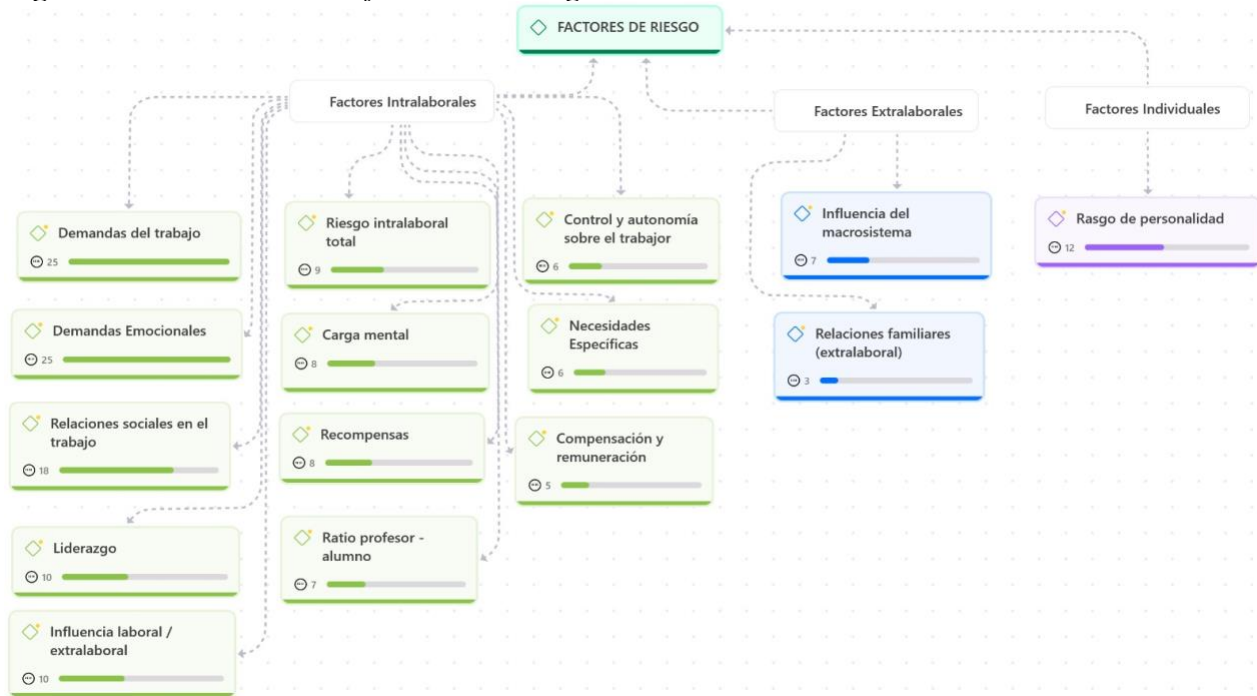 FACTORES DE RIESGO
Factores Intralaborales
Factores Extralaborales
Factores Individuales
Demandas del trabajo
25
Demandas Emocionales
25
Relaciones sociales en el
trabajo
18
Liderazgo
10
Influencia laboral /
extralaboral
10
Riesgo intralaboral
total
9
Carga mental
8
Recompensas
8
Ratio profesor -
alumno
7
Control y autonomía
sobre el trabajor
6
Necesidades
Específicas
6
Compensación y
remuneración
5
Influencia del
macrosistema
7
Relaciones familiares
(extralaboral)
3
Rasgo de personalidad
12